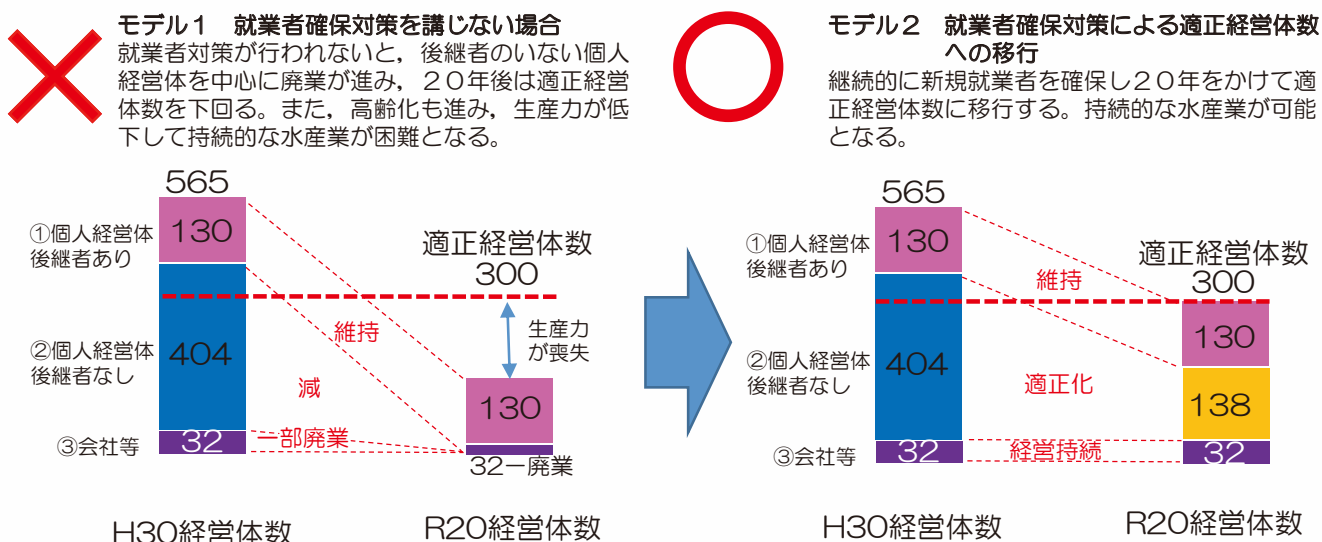 モデル１　就業者確保対策を講じない場合
就業者対策が行われないと，後継者のいない個人
経営体を中心に廃業が進み，２０年後は適正経営
体数を下回る。また，高齢化も進み，生産力が低
下して持続的な水産業が困難となる。
565
①個人経営体
後継者あり
130
適正経営体数
300
維持
生産力
が喪失
②個人経営体
後継者なし
404
減
130
③会社等
32
一部廃業
32－廃業
H30経営体数
R20経営体数
モデル２　就業者確保対策による適正経営体数
への移行
継続的に新規就業者を確保し２０年をかけて適
正経営体数に移行する。持続的な水産業が可能
となる。
565
①個人経営体
後継者あり
130
維持
適正経営体数
300
130
②個人経営体
後継者なし
404
適正化
138
③会社等
32
経営持続
32
H30経営体数
R20経営体数